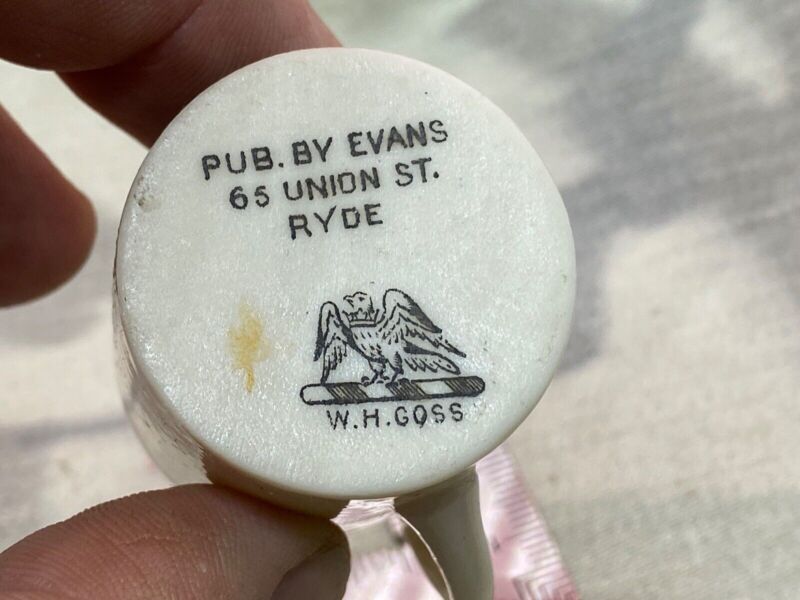 PUB. BY EVANS
65 UNION ST.
RYDE
W.H.GOSS